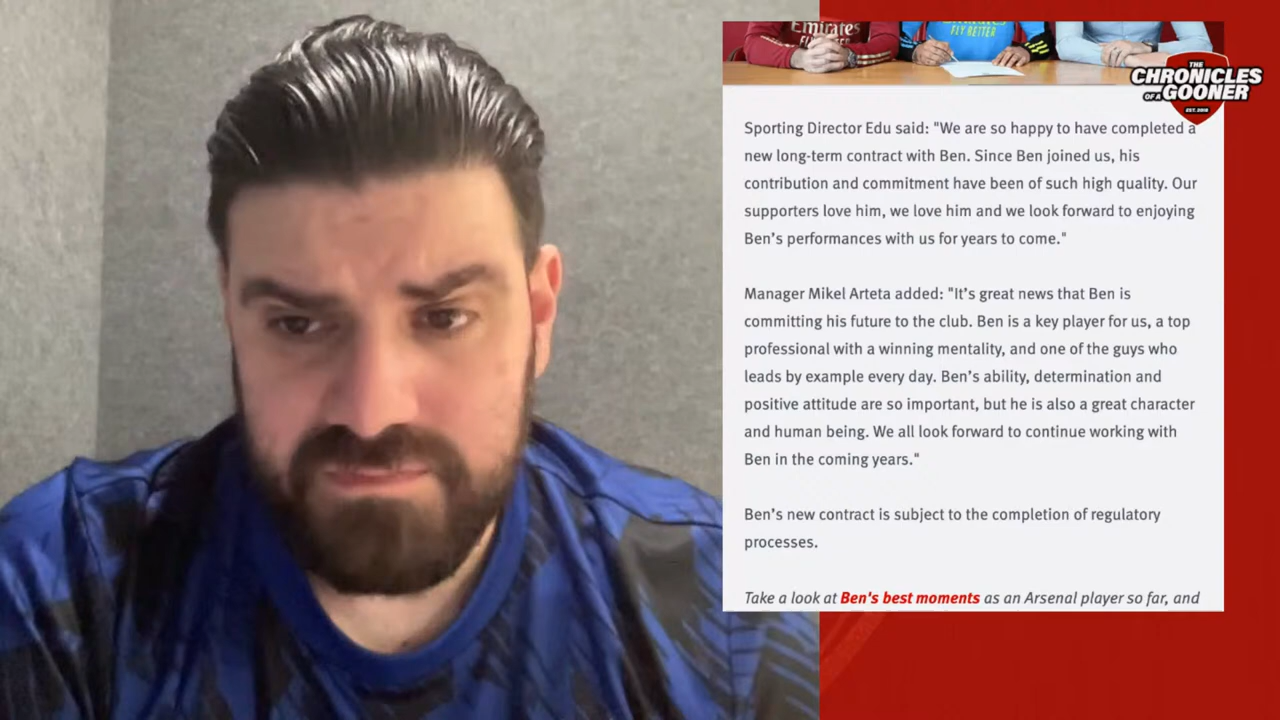 Emirates
FLY BETTER
THE
CHRONICLES
OF A GOONER
EST. 2018
Sporting Director Edu said: "We are so happy to have completed a
new long-term contract with Ben. Since Ben joined us, his
contribution and commitment have been of such high quality. Our
supporters love him, we love him and we look forward to enjoying
Ben's performances with us for years to come."
Manager Mikel Arteta added: "It's great news that Ben is
committing his future to the club. Ben is a key player for us, a top
professional with a winning mentality, and one of the guys who
leads by example every day. Ben's ability, determination and
positive attitude are so important, but he is also a great character
and human being. We all look forward to continue working with
Ben in the coming years."
Ben's new contract is subject to the completion of regulatory
processes.
Take a look at Ben's best moments as an Arsenal player so far, and